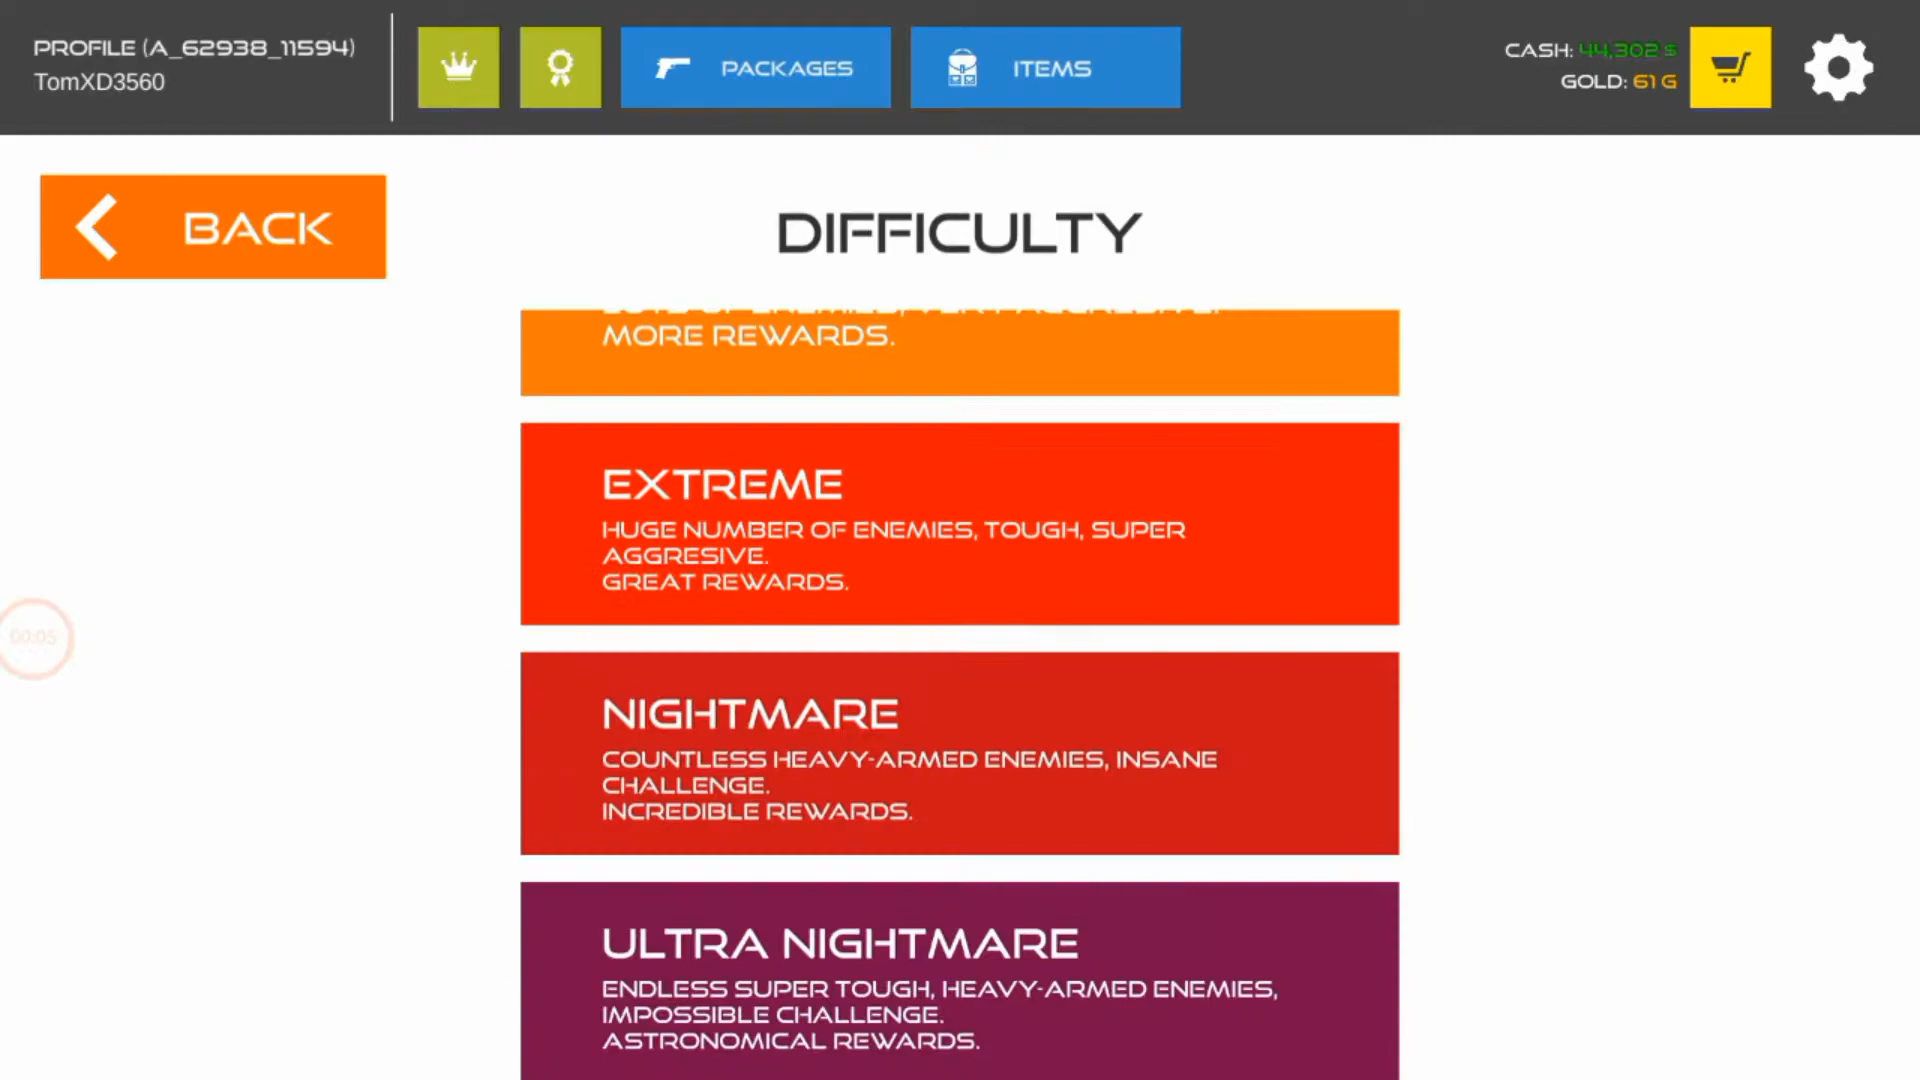 PROFILE (A_62938_11594)
TomXD3560
PACKAGES
ITEMS
CASH: 44,302 $
GOLD: 61 G
BACK
DIFFICULTY
MORE REWARDS.
EXTREME
HUGE NUMBER OF ENEMIES, TOUGH, SUPER
AGGRESIVE.
GREAT REWARDS.
00:05
NIGHTMARE
COUNTLESS HEAVY-ARMED ENEMIES, INSANE
CHALLENGE.
INCREDIBLE REWARDS.
ULTRA NIGHTMARE
ENDLESS SUPER TOUGH, HEAVY-ARMED ENEMIES,
IMPOSSIBLE CHALLENGE.
ASTRONOMICAL REWARDS.